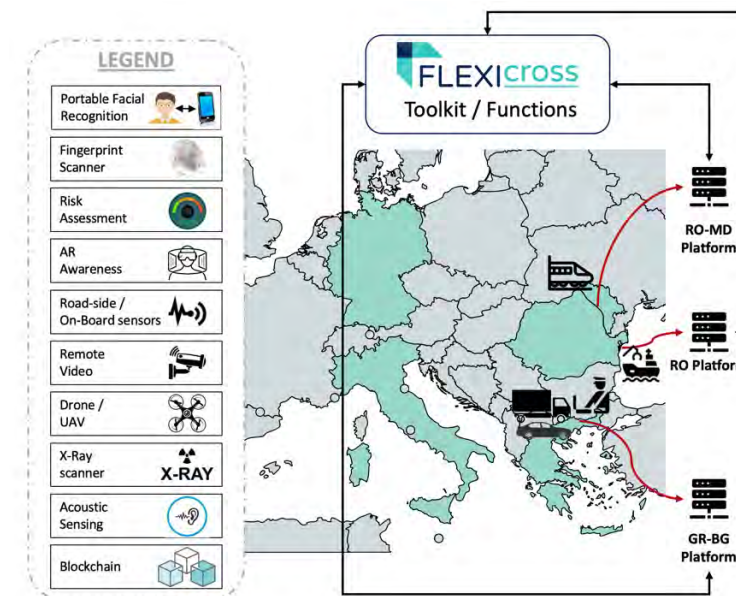 LEGEND
Portable Facial
Recognition
Fingerprint
Scanner
Risk
Assessment
AR
Awareness
Road-side /
On-Board sensors
Remote
Video
Drone /
UAV
X-Ray
scanner
X-RAY
Acoustic
Sensing
Blockchain
FLEXIcross
Toolkit / Functions
RO-MD
Platform
RO Platform
GR-BG
Platform